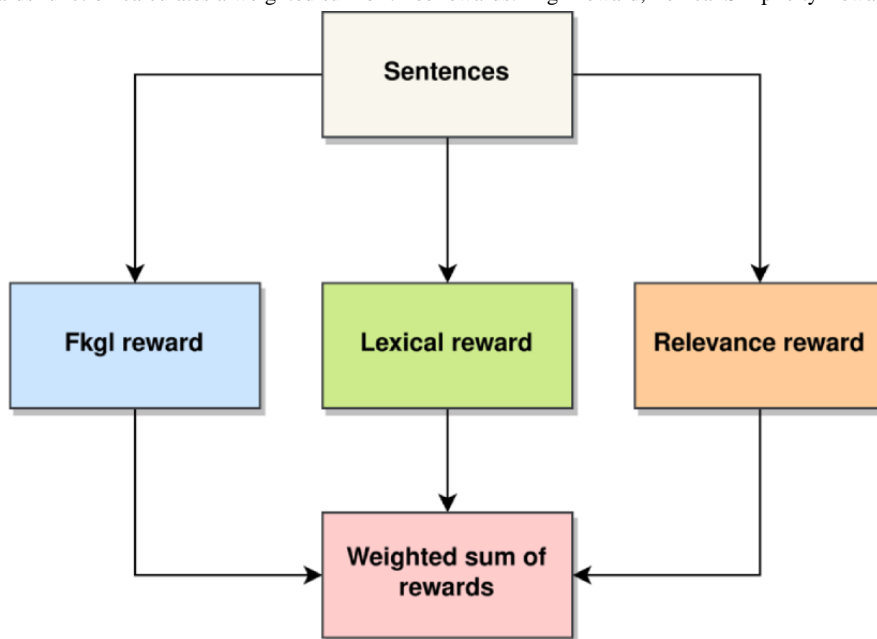 Sentences
Fkgl reward
Lexical reward
Relevance reward
Weighted sum of
rewards